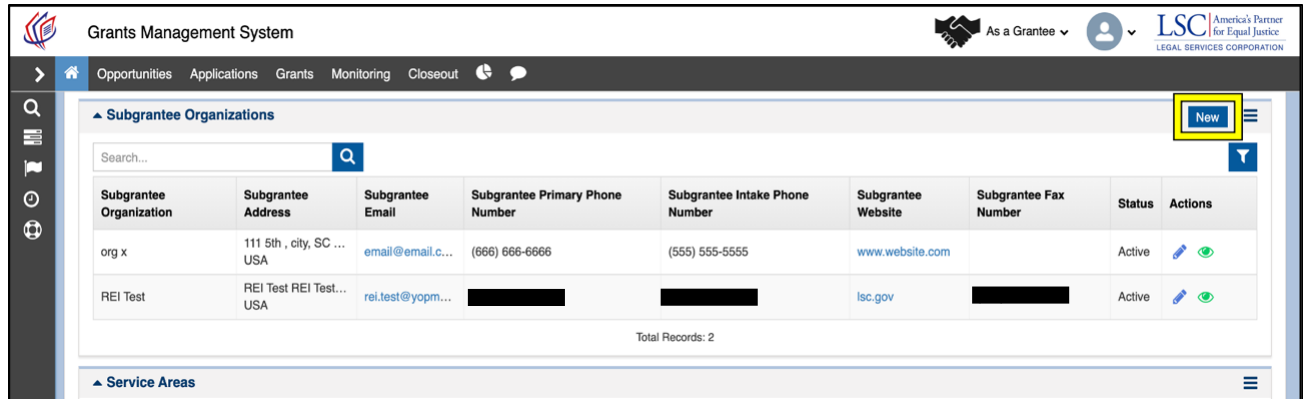 Grants Management System
As a Grantee
LSC America's Partner for Equal Justice
LEGAL SERVICES CORPORATION
Opportunities Applications Grants Monitoring Closeout
Subgrantee Organizations
New
Search...
Subgrantee Organization Subgrantee Address Subgrantee Email Subgrantee Primary Phone Number Subgrantee Intake Phone Number Subgrantee Website Subgrantee Fax Number Status Actions
org x 111 5th , city, SC ... USA email@email.c... (666) 666-6666 (555) 555-5555 www.website.com Active
REI Test REI Test REI Test... USA rei.test@yopm... lsc.gov Active
Total Records: 2
Service Areas